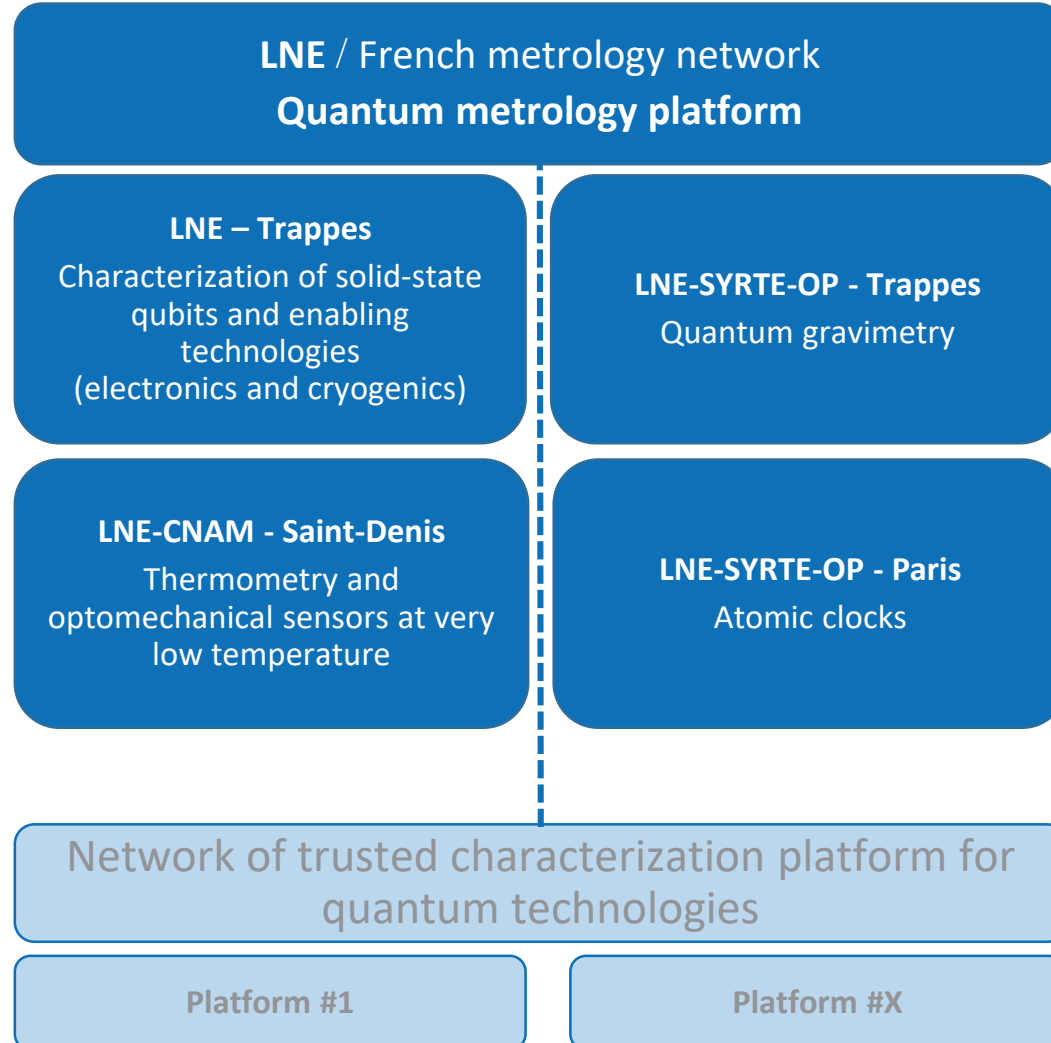 LNE / French metrology network
Quantum metrology platform
LNE – Trappes
Characterization of solid-state
qubits and enabling
technologies
(electronics and cryogenics)
LNE-SYRTE-OP - Trappes
Quantum gravimetry
LNE-CNAM - Saint-Denis
Thermometry and
optomechanical sensors at very
low temperature
LNE-SYRTE-OP - Paris
Atomic clocks
Network of trusted characterization platform for
quantum technologies
Platform #1
Platform #X